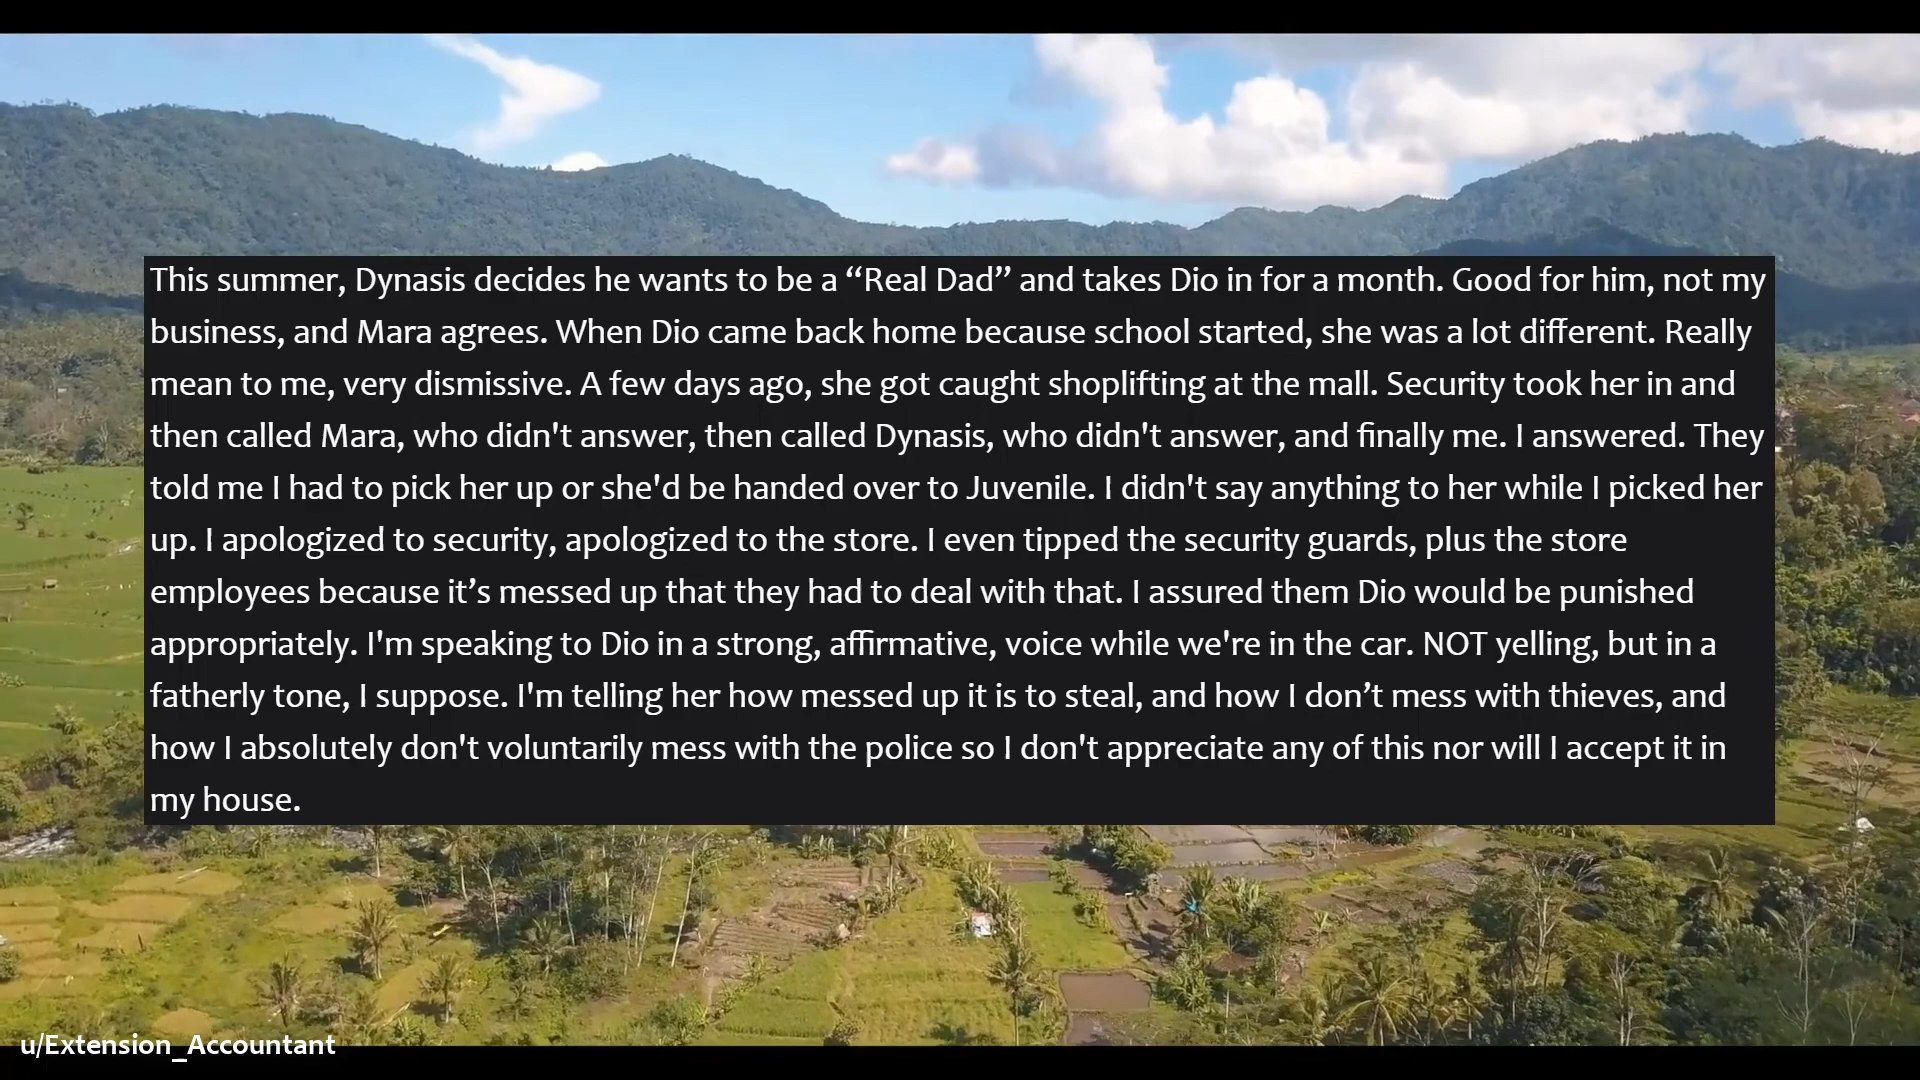 This summer, Dynasis decides he wants to be a “Real Dad” and takes Dio in for a month. Good for him, not my
business, and Mara agrees. When Dio came back home because school started, she was a lot different. Really
mean to me, very dismissive. A few days ago, she got caught shoplifting at the mall. Security took her in and
then called Mara, who didn't answer, then called Dynasis, who didn't answer, and finally me. I answered. They
told me I had to pick her up or she'd be handed over to Juvenile. I didn't say anything to her while I picked her
up. I apologized to security, apologized to the store. I even tipped the security guards, plus the store
employees because it’s messed up that they had to deal with that. I assured them Dio would be punished
appropriately. I'm speaking to Dio in a strong, affirmative, voice while we're in the car. NOT yelling, but in a
fatherly tone, I suppose. I'm telling her how messed up it is to steal, and how I don’t mess with thieves, and
how I absolutely don't voluntarily mess with the police so I don't appreciate any of this nor will I accept it in
my house.
u/Extension_Accountant